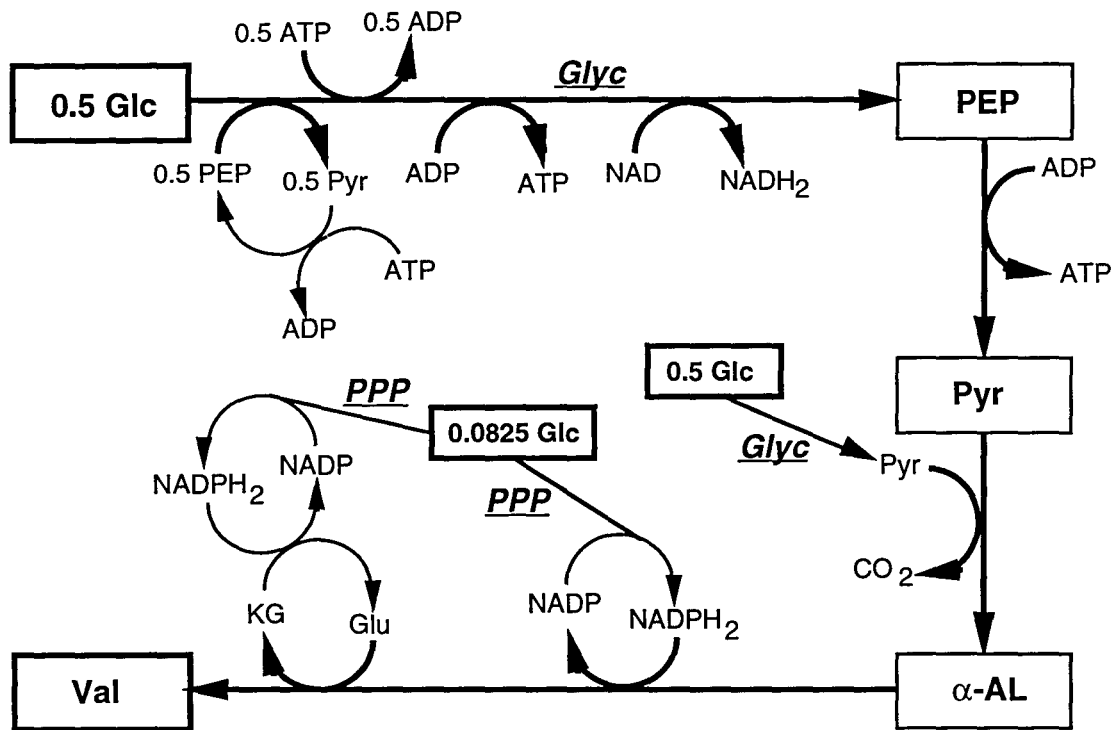 0.5 ATP
0.5 ADP
0.5 Glc
Glyc
PEP
0.5 PEP
0.5 Pyr
ADP
ATP
NAD
NADH2
ADP
ATP
ATP
ADP
0.5 Glc
Pyr
PPP
0.0825 Glc
Glyc
Pyr
NADPH2
NADP
PPP
CO2
KG
Glu
NADP
NADPH2
Val
α-AL